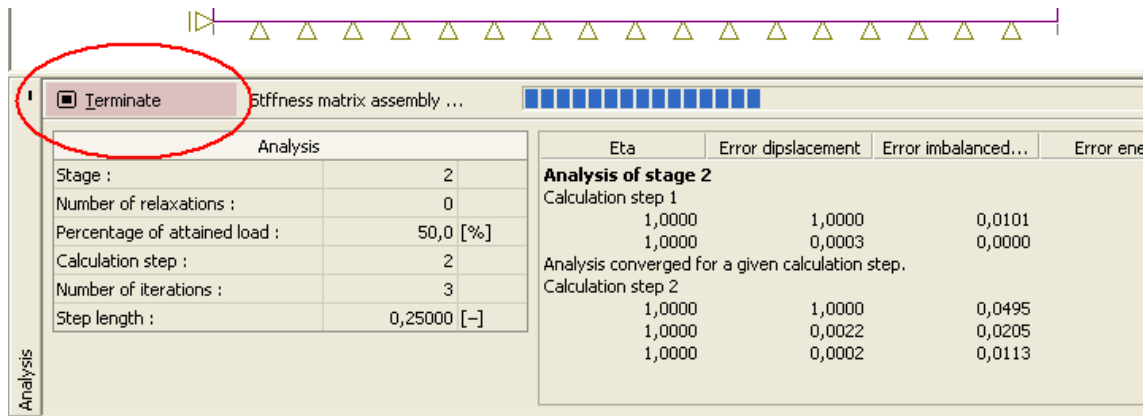 Terminate
Stffness matrix assembly ...
Analysis
Stage : 2
Number of relaxations : 0
Percentage of attained load : 50,0 [%]
Calculation step : 2
Number of iterations : 3
Step length : 0,25000 [–]
Eta Error dipslacement Error imbalanced... Error ene
Analysis of stage 2
Calculation step 1
1,0000 1,0000 0,0101
1,0000 0,0003 0,0000
Analysis converged for a given calculation step.
Calculation step 2
1,0000 1,0000 0,0495
1,0000 0,0022 0,0205
1,0000 0,0002 0,0113
Analysis